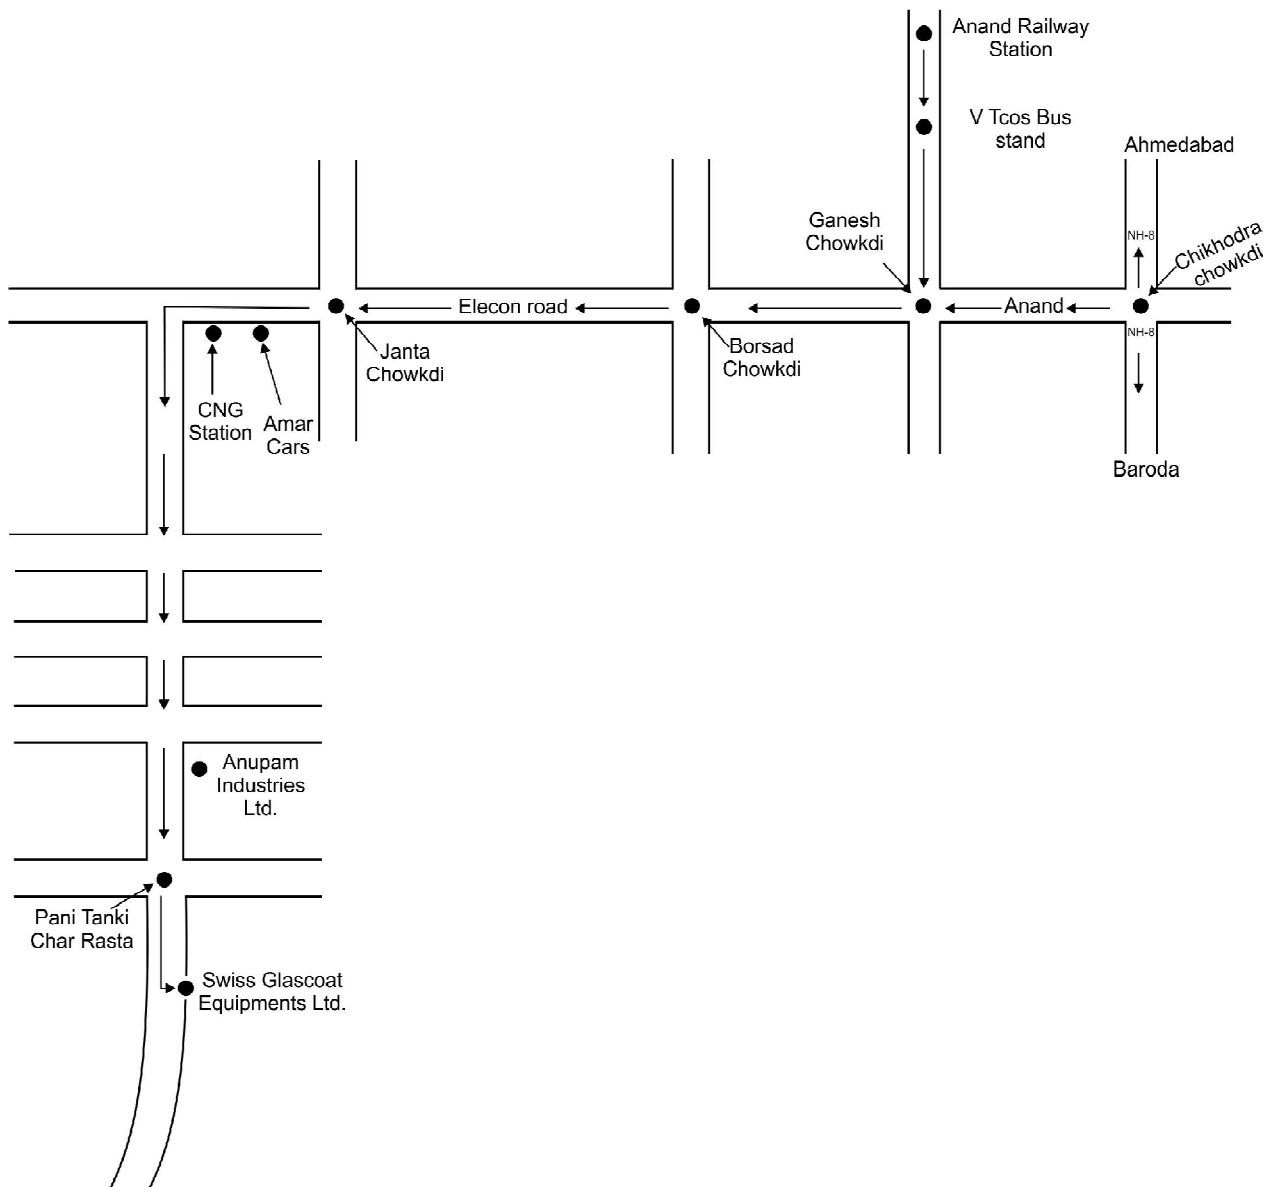 Anand Railway
Station
V Tcos Bus
stand
Ahmedabad
Ganesh
Chowkdi
NH-8
Chikhodra
chowkdi
Elecon road
Anand
NH-8
Janta
Chowkdi
Borsad
Chowkdi
CNG
Station
Amar
Cars
Baroda
Anupam
Industries
Ltd.
Pani Tanki
Char Rasta
Swiss Glascoat
Equipments Ltd.